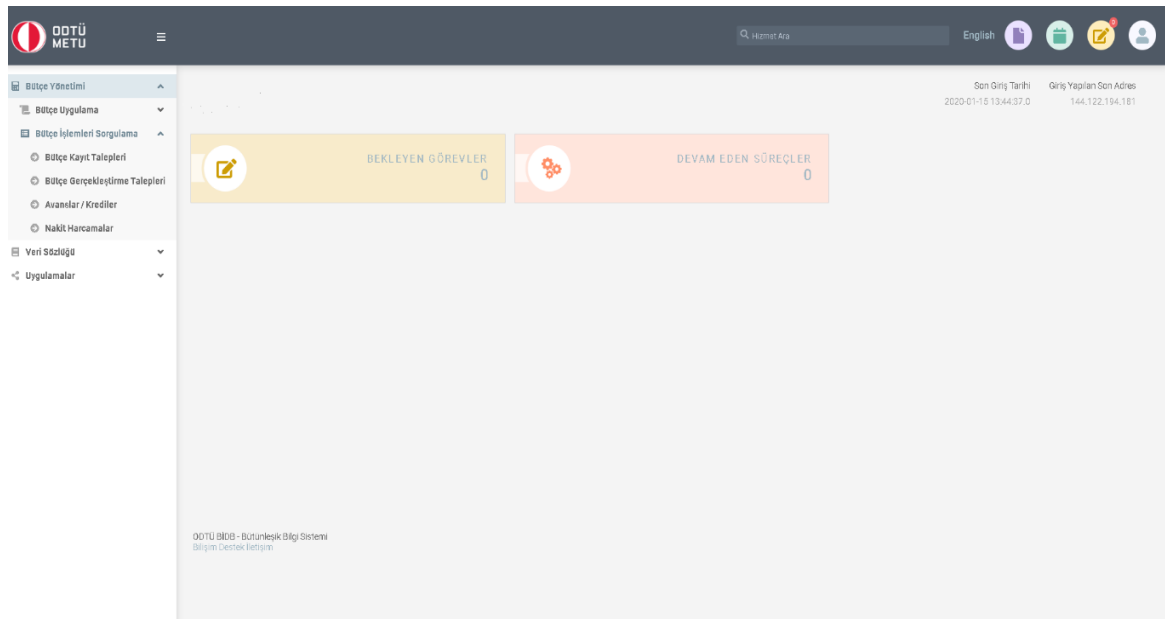 ODTÜ
METU
Hizmet Ara
English
0
Bütçe Yönetimi
Bütçe Uygulama
Bütçe İşlemleri Sorgulama
Bütçe Kayıt Talepleri
Bütçe Gerçekleştirme Talepleri
Avanslar / Krediler
Nakit Harcamalar
Veri Sözlüğü
Uygulamalar
Son Giriş Tarihi
2020-01-15 13:44:37.0
Giriş Yapılan Son Adres
144.122.194.181
BEKLEYEN GÖREVLER
0
DEVAM EDEN SÜREÇLER
0
ODTÜ BİDB - Bütünleşik Bilgi Sistemi
Bilişim Destek İletişim